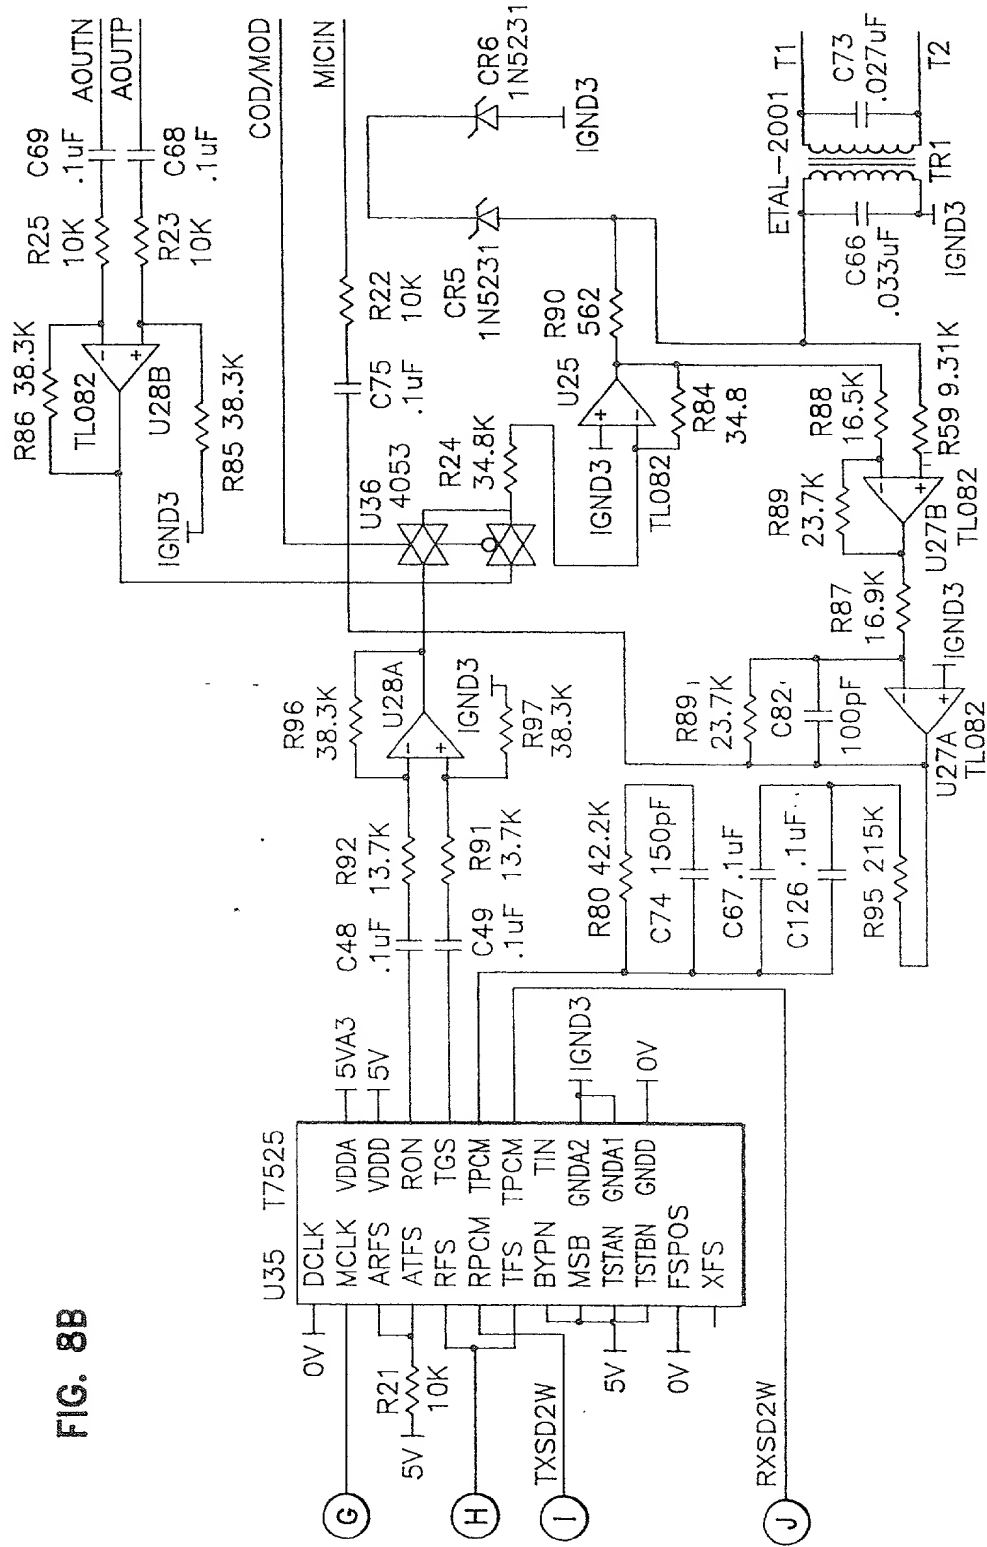 FIG. 8B
U35 T7525
DCLK
MCLK
ARFS
ATFS
RFS
RPCM
TFS
BYPN
MSB
TSTAN
TSTBN
FSPOS
XFS
VDDA
VDDD
RON
TGS
TPCM
TPCM
TIN
GNDA2
GNDA1
GNDD
0V
G
R21
10K
5V
H
TXSD2W
I
5V
0V
RXSD2W
J
5VA3
5V
IGND3
0V
C48
.1uF
R92
13.7K
C49
.1uF
R91
13.7K
R96
38.3K
U28A
IGND3
R97
38.3K
R80 42.2K
C74 150pF
C67 .1uF
C126 .1uF
R95 215K
R89
23.7K
C82
100pF
U27A
TL082
IGND3
R87
16.9K
R89
23.7K
U27B
TL082
R88
16.5K
R59 9.31K
R86 38.3K
TL082
U28B
R85 38.3K
IGND3
R25
10K
C69
.1uF
AOUTN
AOUTP
R23
10K
C68
.1uF
COD/MOD
MICIN
U36
4053
R24
34.8K
C75
.1uF
R22
10K
IGND3
TL082
U25
R84
34.8
R90
562
CR5
1N5231
CR6
1N5231
IGND3
ETAL-2001
T1
C73
.027uF
T2
TR1
C66
.033uF
IGND3